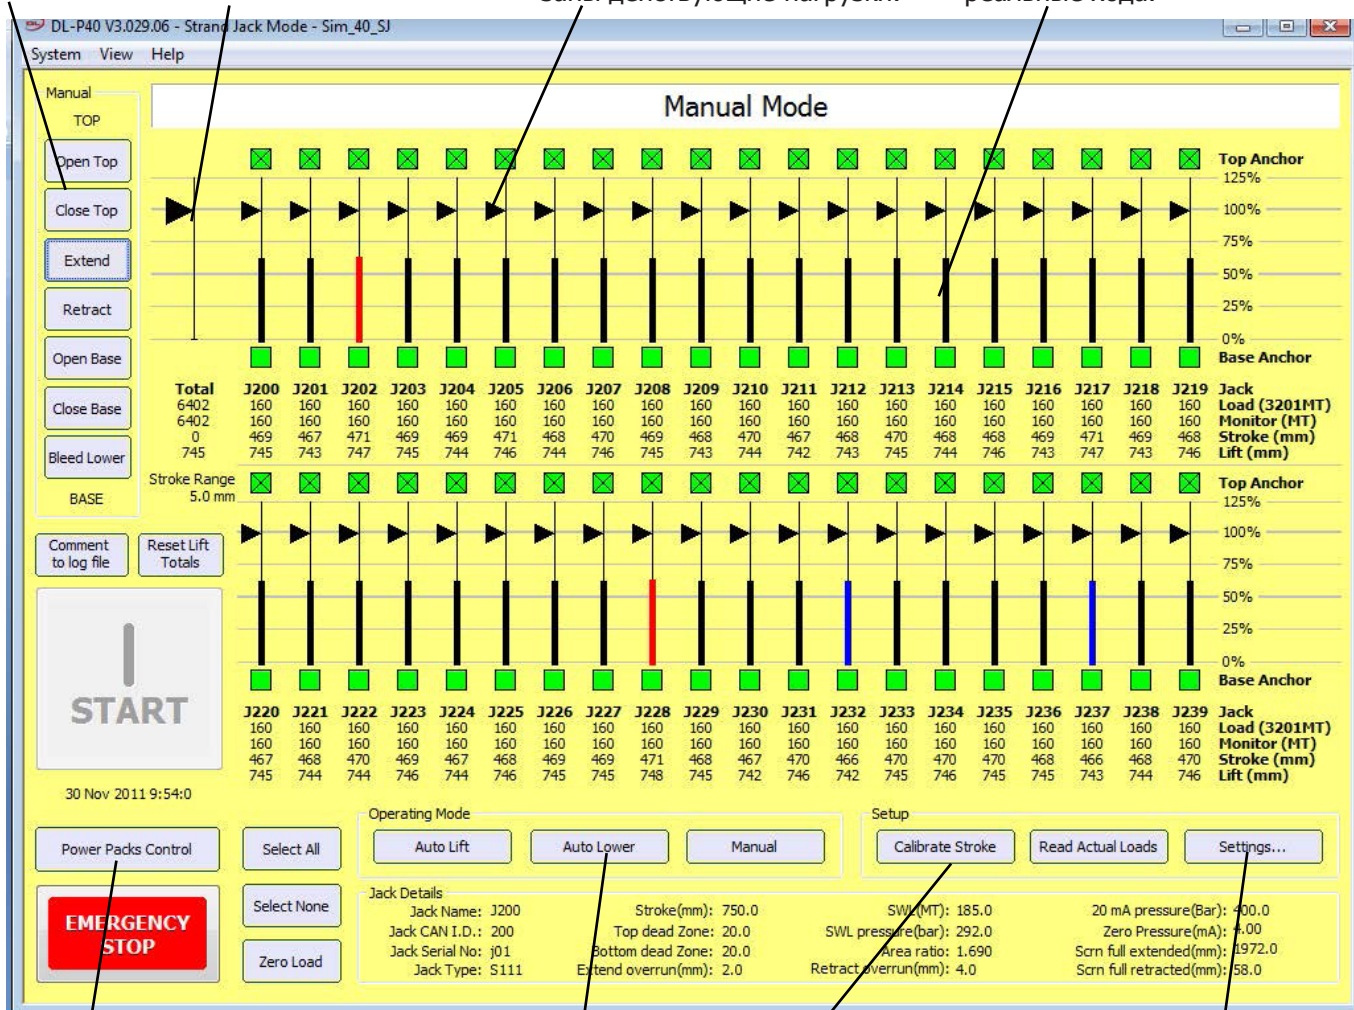 DL-P40 V3.029.06 - Strand Jack Mode - Sim_40_SJ
System View Help
Manual
TOP
Manual Mode
Open Top
Close Top
Extend
Retract
Open Base
Close Base
Bleed Lower
BASE
Top Anchor
125%
100%
75%
50%
25%
0%
Base Anchor
Total J200 J201 J202 J203 J204 J205 J206 J207 J208 J209 J210 J211 J212 J213 J214 J215 J216 J217 J218 J219 Jack
6402 160 160 160 160 160 160 160 160 160 160 160 160 160 160 160 160 160 160 160 160 Load (3201MT)
6402 160 160 160 160 160 160 160 160 160 160 160 160 160 160 160 160 160 160 160 160 Monitor (MT)
0 469 467 471 469 469 471 468 470 469 468 470 467 468 470 468 468 469 471 469 468 Stroke (mm)
745 745 743 747 745 744 746 743 746 745 743 744 742 743 745 744 746 743 747 743 746 Lift (mm)
Stroke Range
5.0 mm
Top Anchor
125%
100%
75%
50%
25%
0%
Base Anchor
Comment to log file
Reset Lift Totals
START
J220 J221 J222 J223 J224 J225 J226 J227 J228 J229 J230 J231 J232 J233 J234 J235 J236 J237 J238 J239 Jack
160 160 160 160 160 160 160 160 160 160 160 160 160 160 160 160 160 160 160 160 Load (3201MT)
160 160 160 160 160 160 160 160 160 160 160 160 160 160 160 160 160 160 160 160 Monitor (MT)
467 468 470 469 467 468 469 469 469 471 468 470 466 470 470 470 468 466 468 469 Stroke (mm)
745 744 744 746 744 746 745 745 748 745 742 746 742 745 745 745 745 743 744 746 Lift (mm)
30 Nov 2011 9:54:0
Power Packs Control
EMERGENCY
STOP
Select All
Select None
Zero Load
Operating Mode
Auto Lift
Auto Lower
Manual
Setup
Calibrate Stroke
Read Actual Loads
Settings...
Jack Details
Jack Name: J200 Stroke(mm): 750.0 SWL(MT): 185.0 20 mA pressure(Bar): 400.0
Jack CAN I.D.: 200 Top dead Zone: 20.0 SWL pressure(bar): 292.0 Zero Pressure(mA): 4.00
Jack Serial No: j01 Bottom dead Zone: 20.0 Area ratio: 1.690 Scrn full extended(mm): 1972.0
Jack Type: S111 Extend overrun(mm): 2.0 Retract overrun(mm): 4.0 Scrn full retracted(mm): 58.0